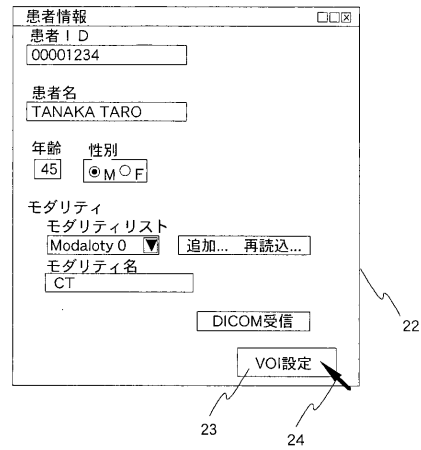 患者情報
患者ID
00001234
患者名
TANAKA TARO
年齢 性別
45 M F
モダリティ
モダリティリスト
Modaloty 0 追加... 再読込...
モダリティ名
CT
DICOM受信
22
VOI設定
23 24